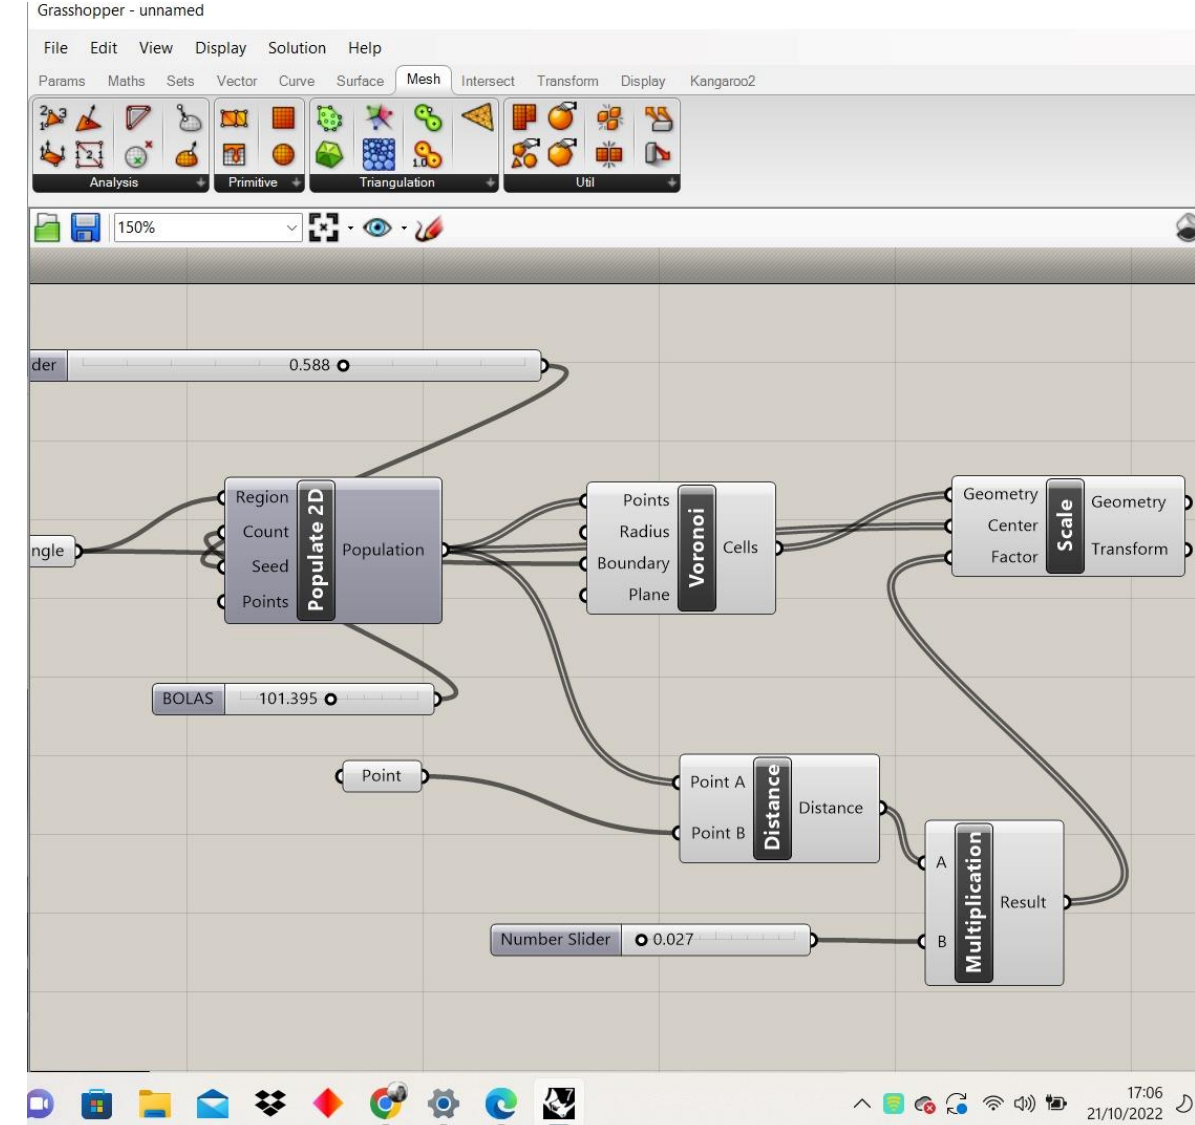 Grasshopper - unnamed
File Edit View Display Solution Help
Params Maths Sets Vector Curve Surface Mesh Intersect Transform Display Kangaroo2
Analysis Primitive Triangulation Util
150%
der 0.588
Region
Count
Seed
Points
Populate 2D
Population
ngle
Points
Radius
Boundary
Plane
Voronoi
Cells
Geometry
Center
Factor
Scale
Geometry
Transform
BOLAS 101.395
Point
Point A
Point B
Distance
Distance
A
B
Multiplication
Result
Number Slider 0.027
17:06
21/10/2022